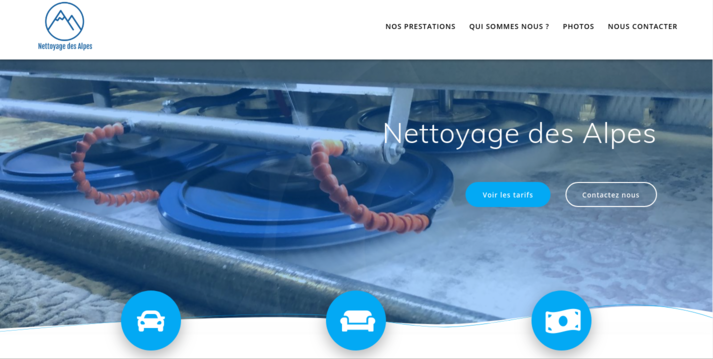 Nettoyage des Alpes
NOS PRESTATIONS QUI SOMMES NOUS ? PHOTOS NOUS CONTACTER
Nettoyage des Alpes
Voir les tarifs Contactez nous